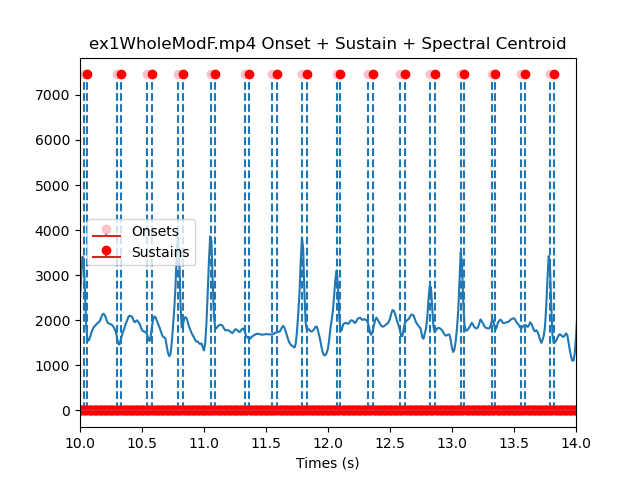 ex1WholeModF.mp4 Onset + Sustain + Spectral Centroid
7000
6000
5000
4000
3000
2000
1000
0
Onsets
Sustains
10.0 10.5 11.0 11.5 12.0 12.5 13.0 13.5 14.0
Times (s)